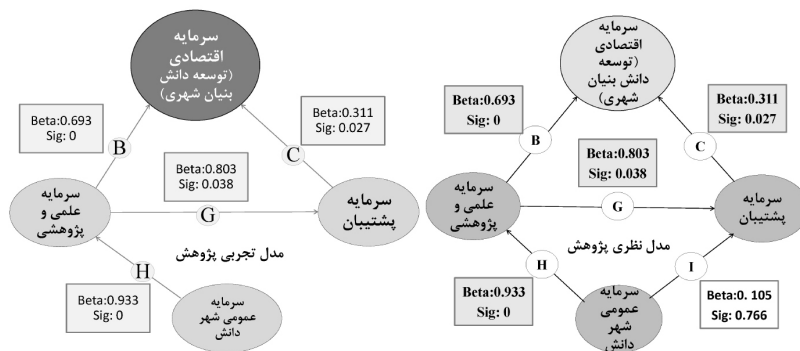 سرمایه
اقتصادی
(توسعه دانش
بنیان شهری)
Beta:0.693
Sig: 0
Beta:0.311
Sig: 0.027
B
C
Beta:0.803
Sig: 0.038
سرمایه
علمی و
پژوهشی
G
سرمایه
پشتیبان
H
مدل تجربی پژوهش
Beta:0.933
Sig: 0
سرمایه
عمومی شهر
دانش
سرمایه
اقتصادی
(توسعه
دانش بنیان
شهری)
Beta:0.693
Sig: 0
Beta:0.311
Sig: 0.027
B
C
Beta:0.803
Sig: 0.038
سرمایه
علمی و
پژوهشی
G
سرمایه
پشتیبان
مدل نظری پژوهش
H
I
Beta:0.933
Sig: 0
سرمایه
عمومی
شهر
دانش
Beta:0. 105
Sig: 0.766